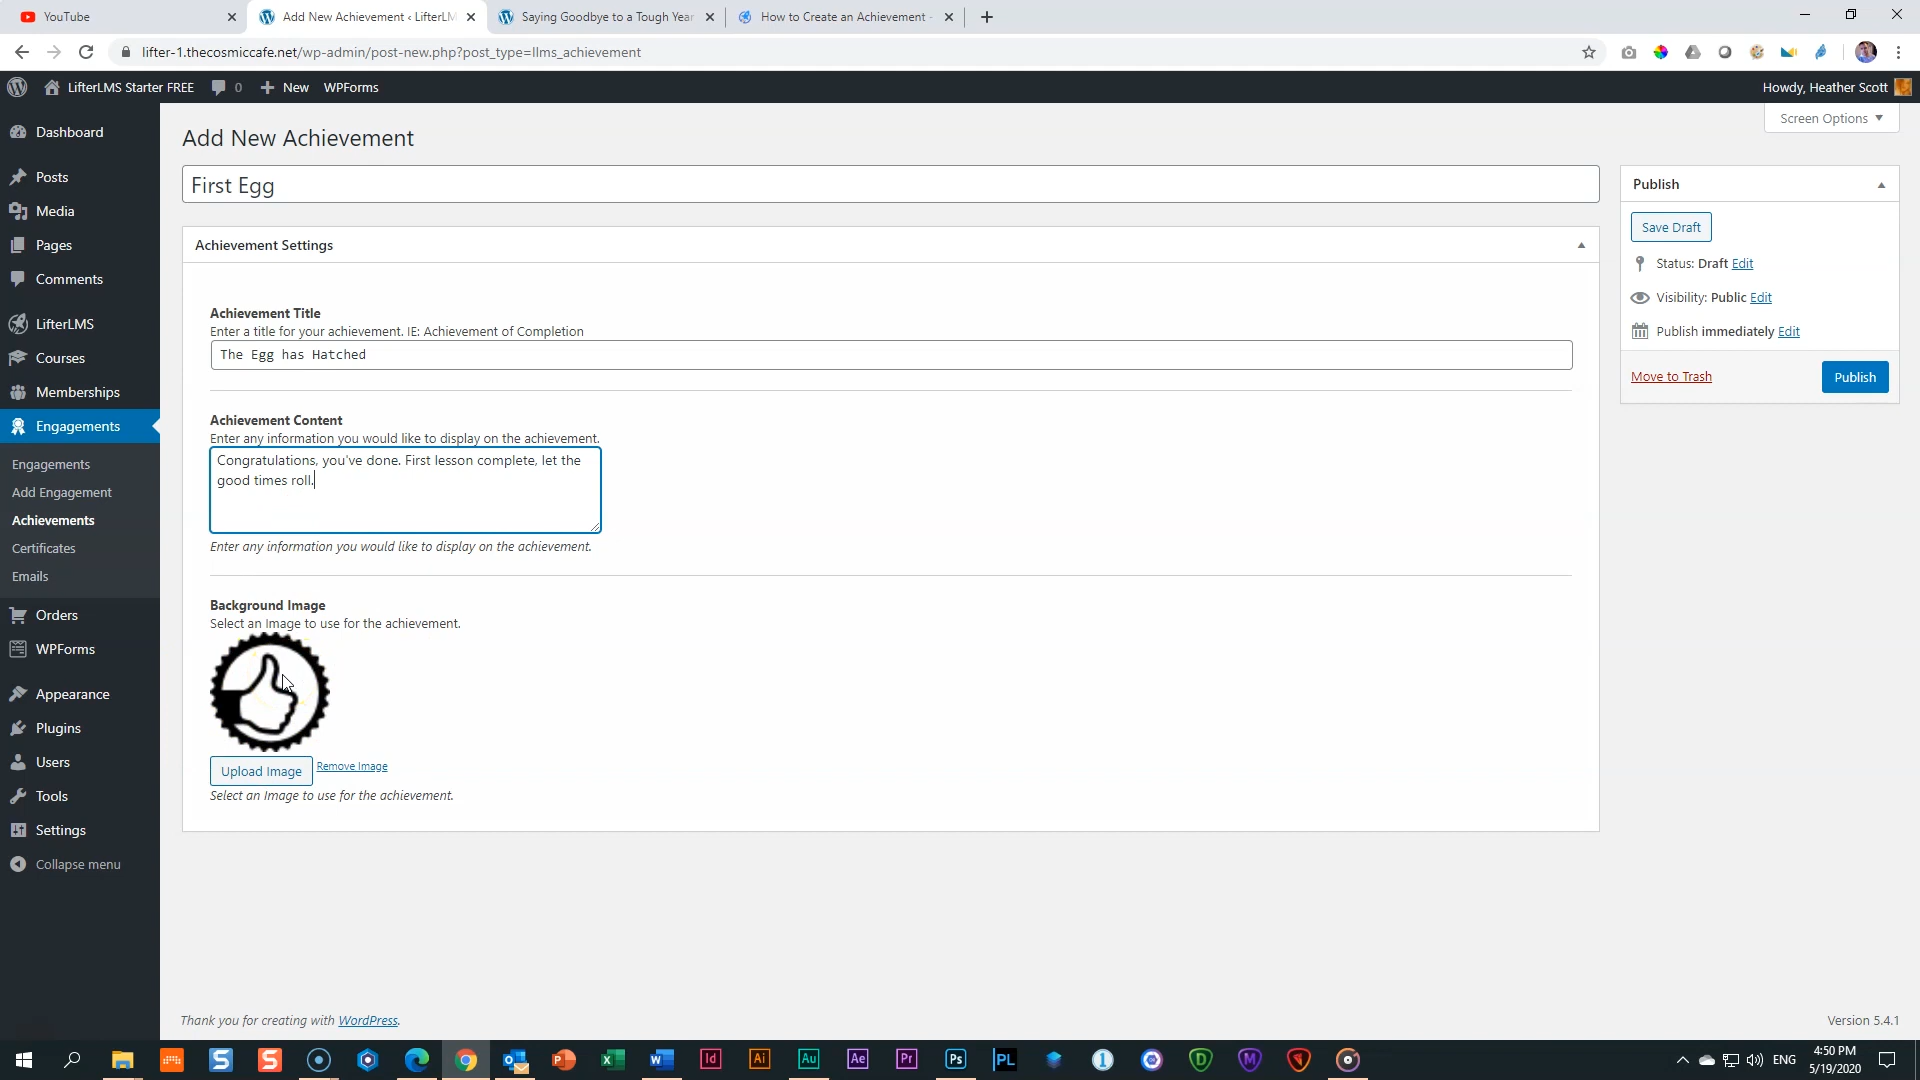 YouTube
Add New Achievement ‹ LifterLM
Saying Goodbye to a Tough Year
How to Create an Achievement -
lifter-1.thecosmiccafe.net/wp-admin/post-new.php?post_type=llms_achievement
LifterLMS Starter FREE
0
New
WPForms
Howdy, Heather Scott
Screen Options
Dashboard
Posts
Media
Pages
Comments
LifterLMS
Courses
Memberships
Engagements
Engagements
Add Engagement
Achievements
Certificates
Emails
Orders
WPForms
Appearance
Plugins
Users
Tools
Settings
Collapse menu
Add New Achievement
First Egg
Achievement Settings
Achievement Title
Enter a title for your achievement. IE: Achievement of Completion
The Egg has Hatched
Achievement Content
Enter any information you would like to display on the achievement.
Congratulations, you've done. First lesson complete, let the
good times roll.
Enter any information you would like to display on the achievement.
Background Image
Select an Image to use for the achievement.
Upload Image
Remove Image
Select an Image to use for the achievement.
Publish
Save Draft
Status: Draft Edit
Visibility: Public Edit
Publish immediately Edit
Move to Trash
Publish
Thank you for creating with WordPress.
Version 5.4.1
S
S
P
X
W
Id
Ai
Au
Ae
Pr
Ps
PL
1
D
M
ENG
4:50 PM
5/19/2020